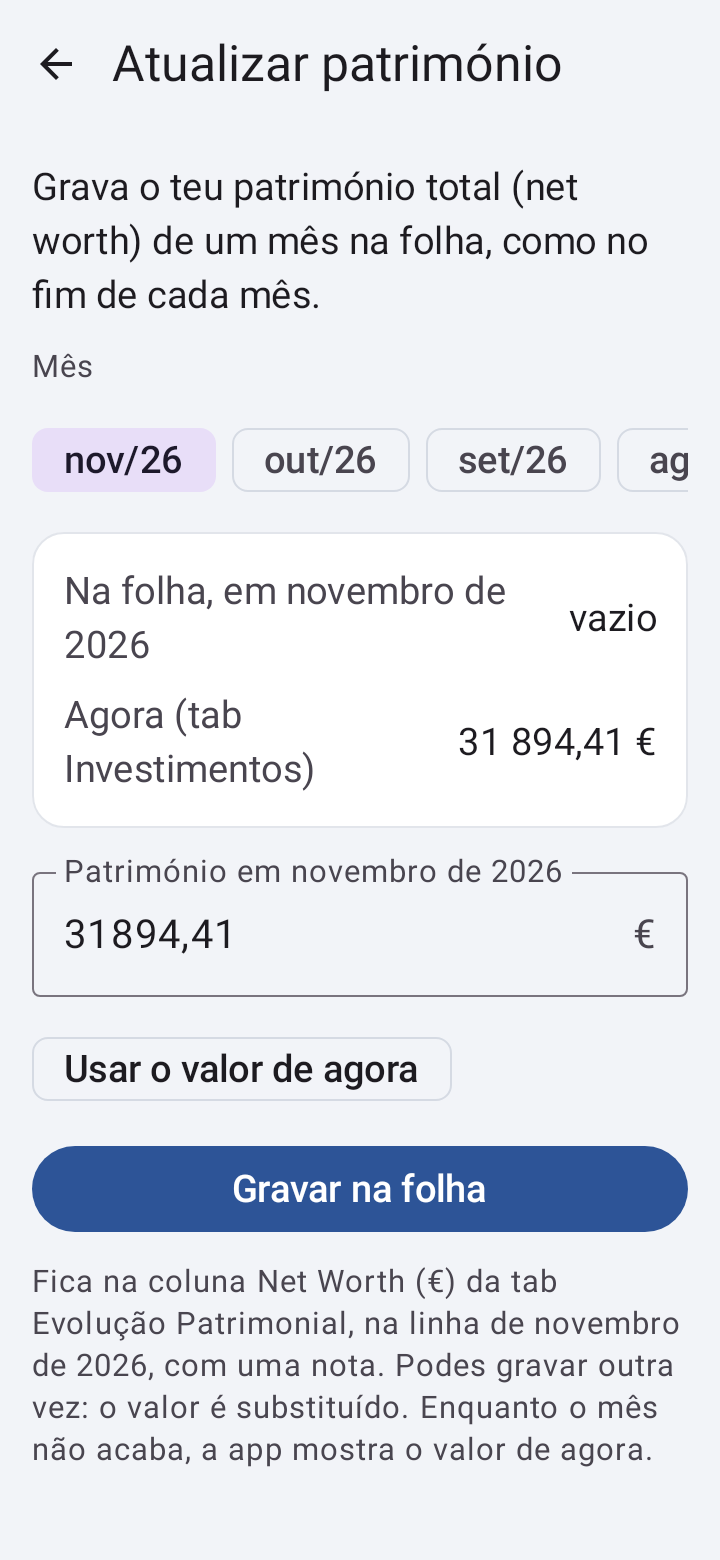 Atualizar património
Grava o teu património total (net
worth) de um mês na folha, como no
fim de cada mês.
Mês
nov/26
out/26
set/26
ag
Na folha, em novembro de
2026
vazio
Agora (tab
Investimentos)
31 894,41 €
Património em novembro de 2026
31894,41 €
Usar o valor de agora
Gravar na folha
Fica na coluna Net Worth (€) da tab
Evolução Patrimonial, na linha de novembro
de 2026, com uma nota. Podes gravar outra
vez: o valor é substituído. Enquanto o mês
não acaba, a app mostra o valor de agora.